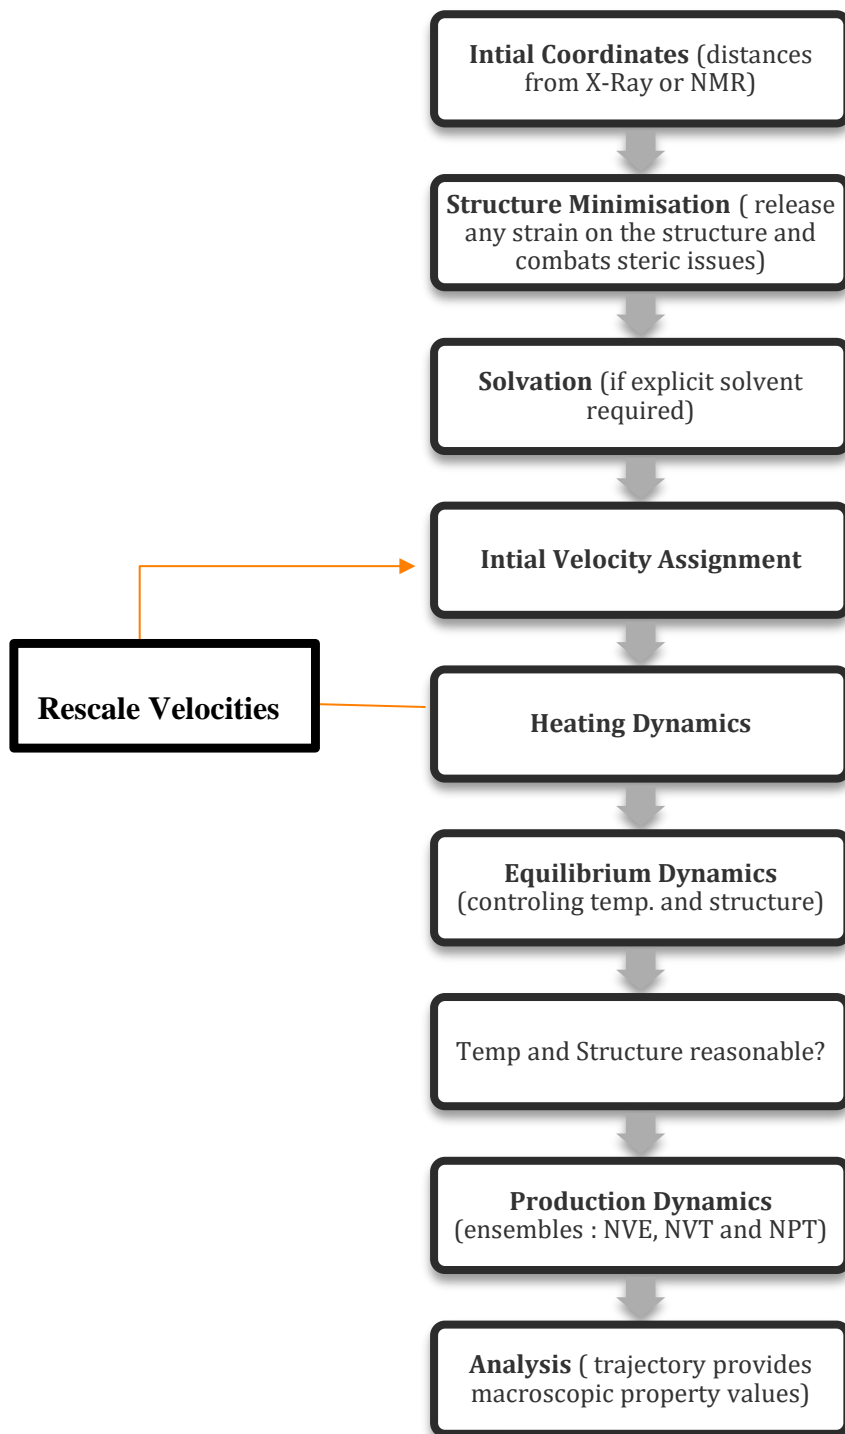 Intial Coordinates (distances
from X-Ray or NMR)
Structure Minimisation ( release
any strain on the structure and
combats steric issues)
Solvation (if explicit solvent
required)
Intial Velocity Assignment
Rescale Velocities
Heating Dynamics
Equilibrium Dynamics
(controling temp. and structure)
Temp and Structure reasonable?
Production Dynamics
(ensembles : NVE, NVT and NPT)
Analysis ( trajectory provides
macroscopic property values)